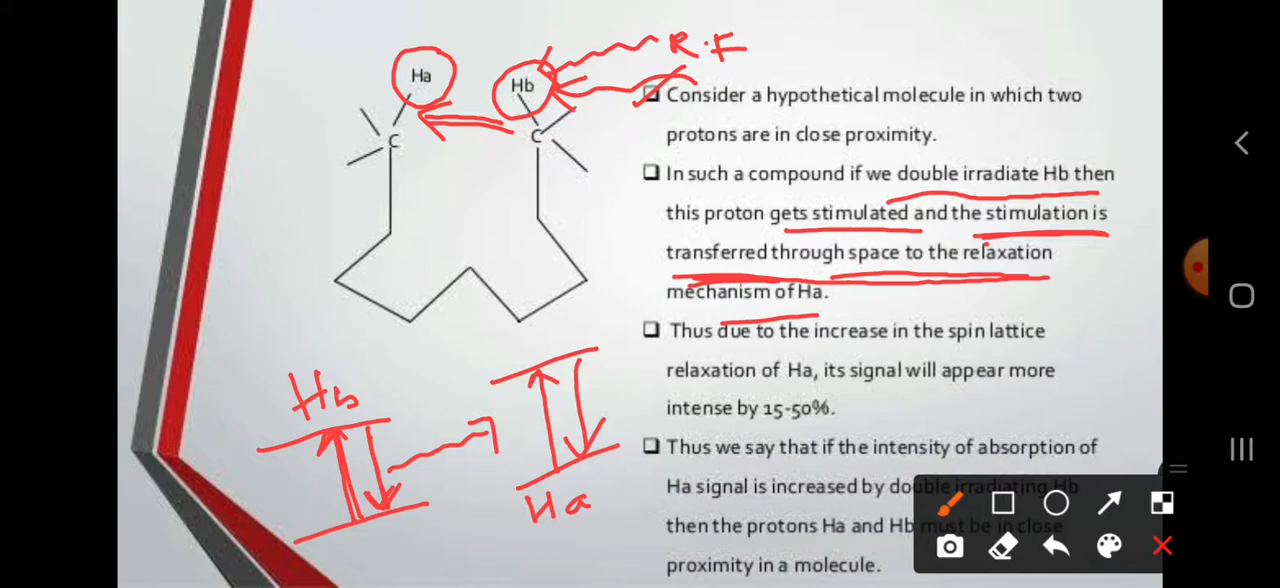 R.F
Ha
Hb
C
C
❑ Consider a hypothetical molecule in which two
protons are in close proximity.
❑ In such a compound if we double irradiate Hb then
this proton gets stimulated and the stimulation is
transferred through space to the relaxation
mechanism of Ha.
❑ Thus due to the increase in the spin lattice
relaxation of Ha, its signal will appear more
intense by 15-50%.
❑ Thus we say that if the intensity of absorption of
Ha signal is increased by double irradiating Hb
then the protons Ha and Hb must be in close
proximity in a molecule.
Hb
Ha